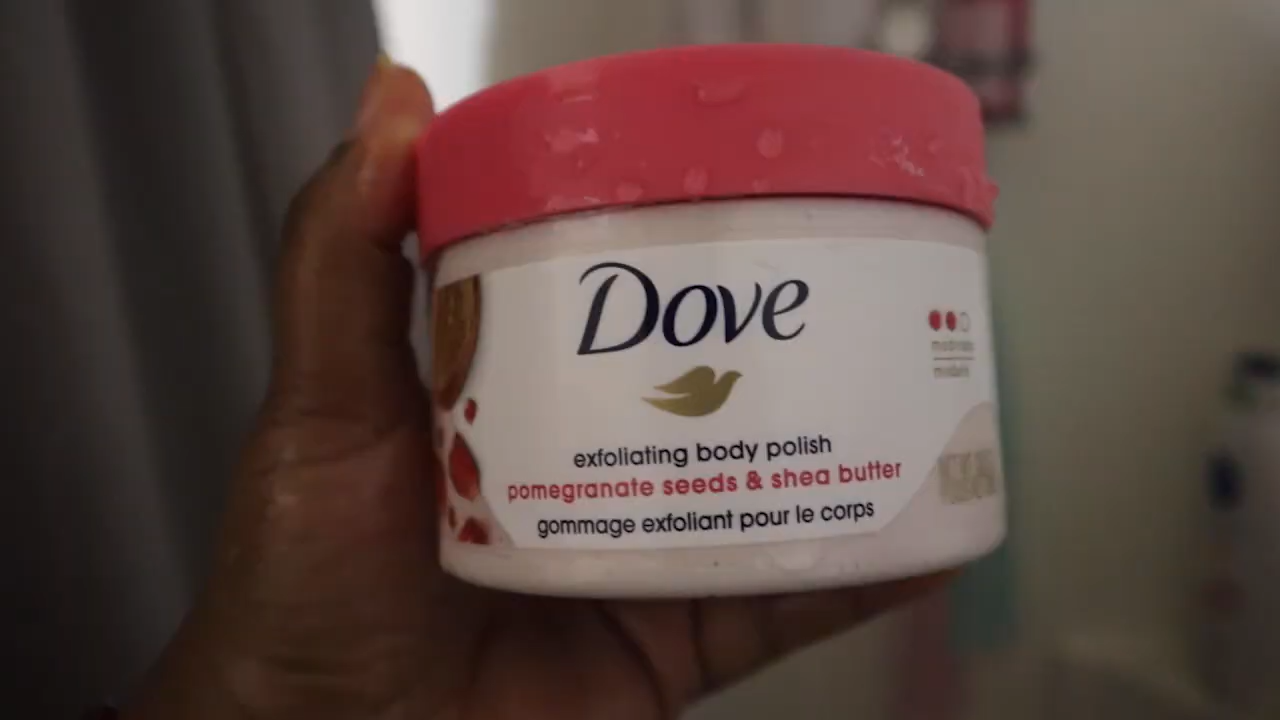 Dove
exfoliating body polish
pomegranate seeds & shea butter
gommage exfoliant pour le corps